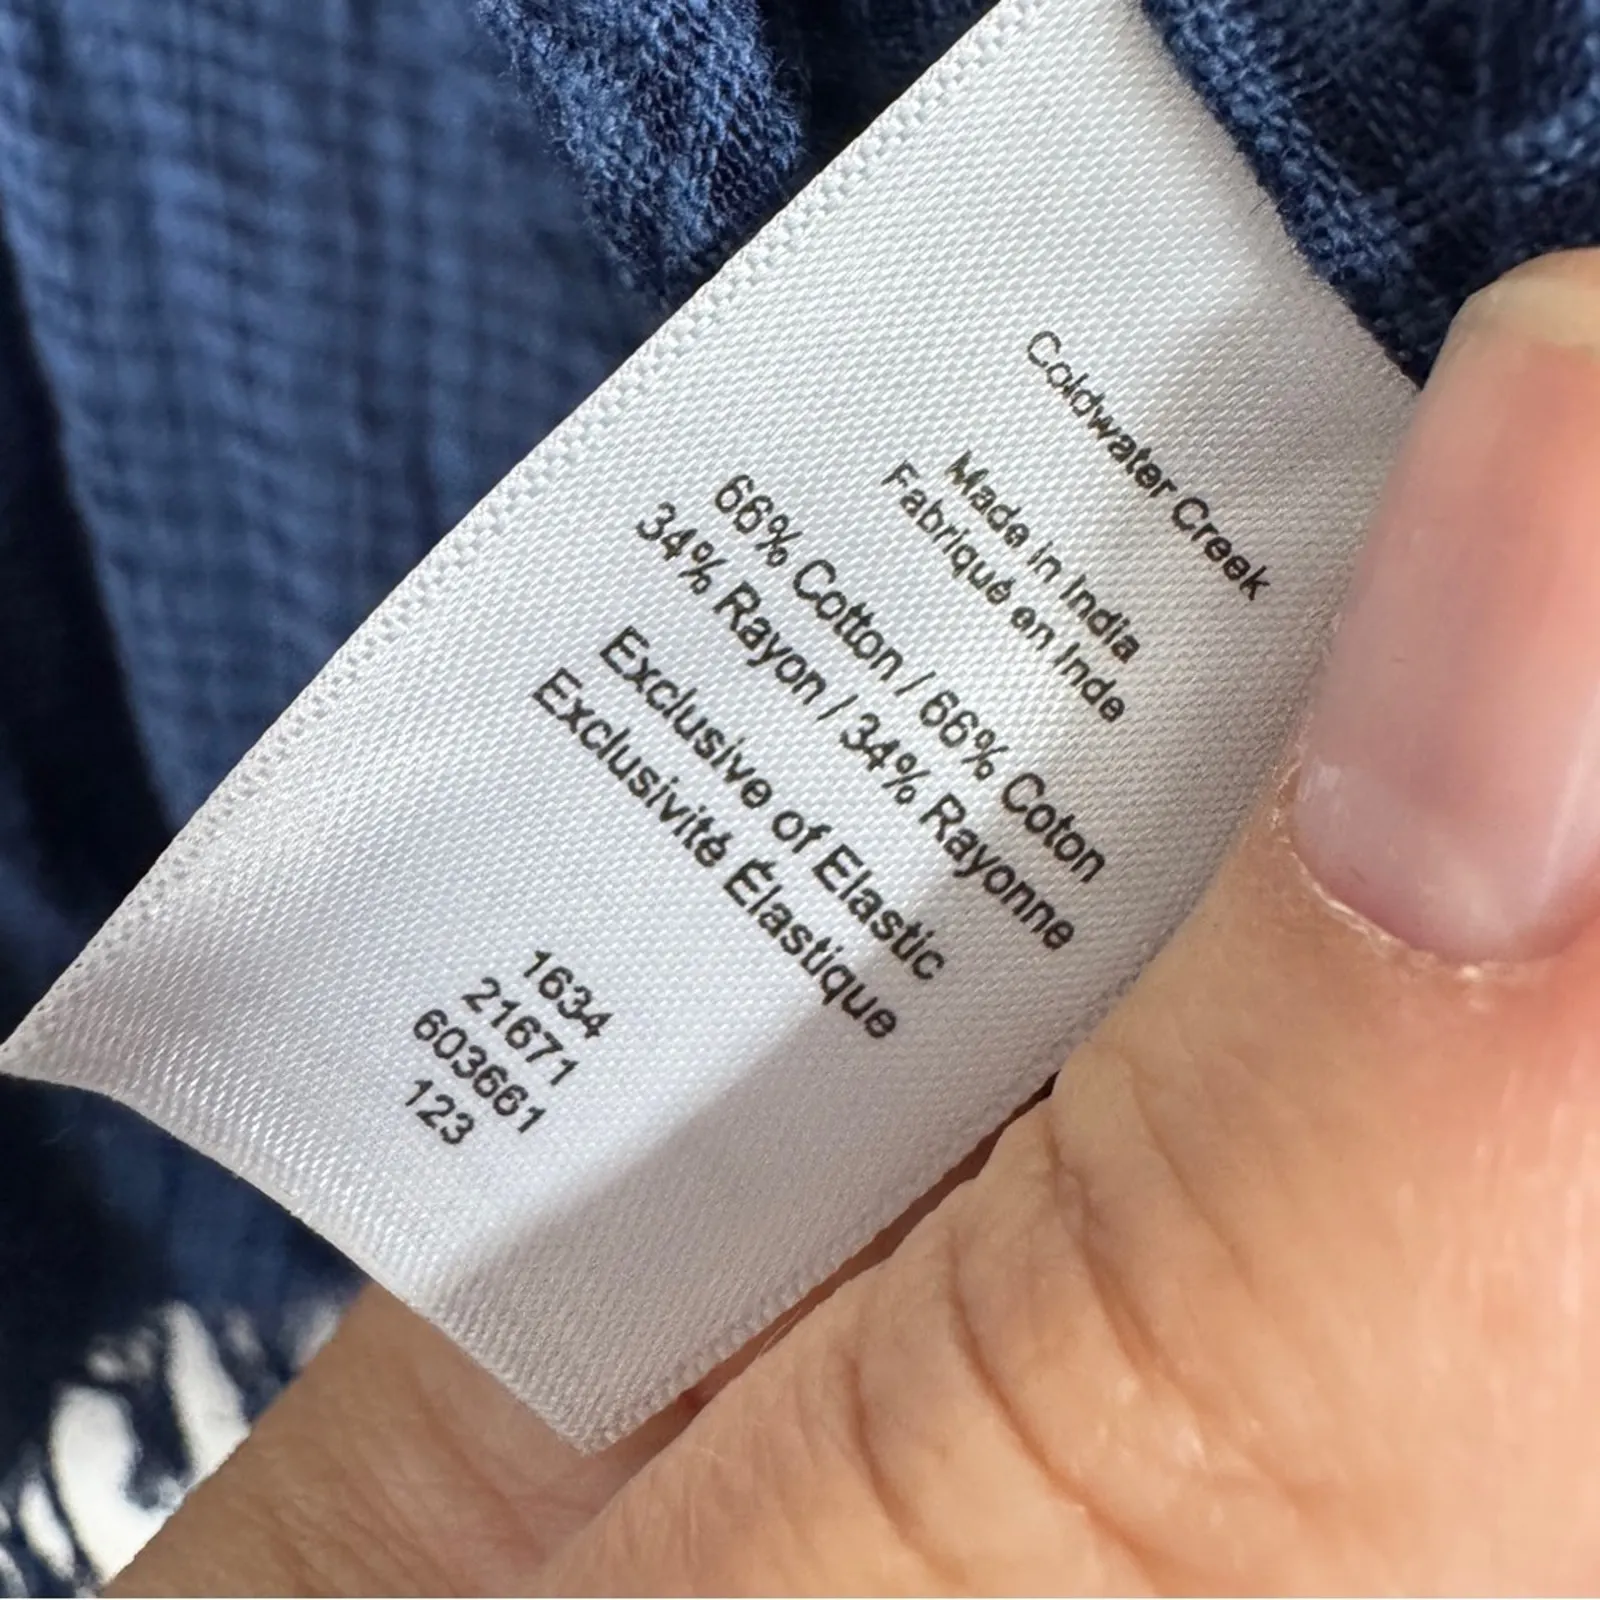 Coldwater Creek
Made in India
Fabriqué en Inde
66% Cotton / 66% Coton
34% Rayon / 34% Rayonne
Exclusive of Elastic
Exclusivité Élastique
1634
21671
603661
123